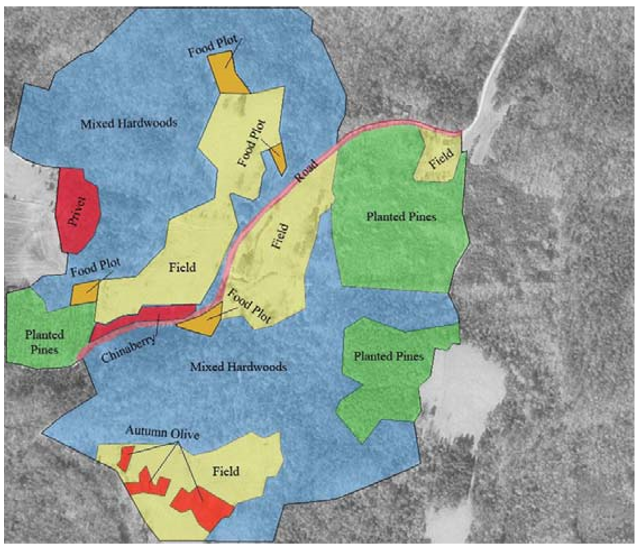 Food Plot
Mixed Hardwoods
Food Plot
Road
Field
Privet
Planted Pines
Field
Field
Food Plot
Food Plot
Planted
Pines
Chinaberry
Mixed Hardwoods
Planted Pines
Autumn Olive
Field